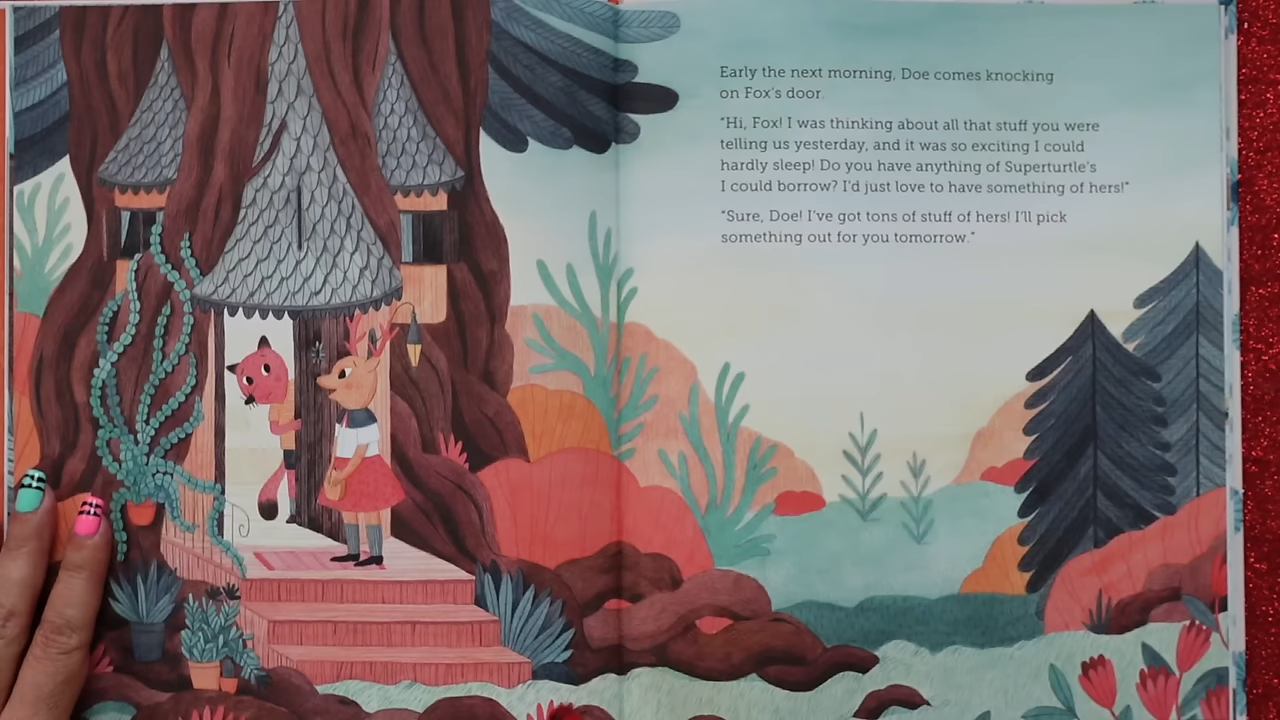 Early the next morning, Doe comes knocking
on Fox's door.
"Hi, Fox! I was thinking about all that stuff you were
telling us yesterday, and it was so exciting I could
hardly sleep! Do you have anything of Superturtle's
I could borrow? I'd just love to have something of hers!"
"Sure, Doe! I've got tons of stuff of hers! I'll pick
something out for you tomorrow."